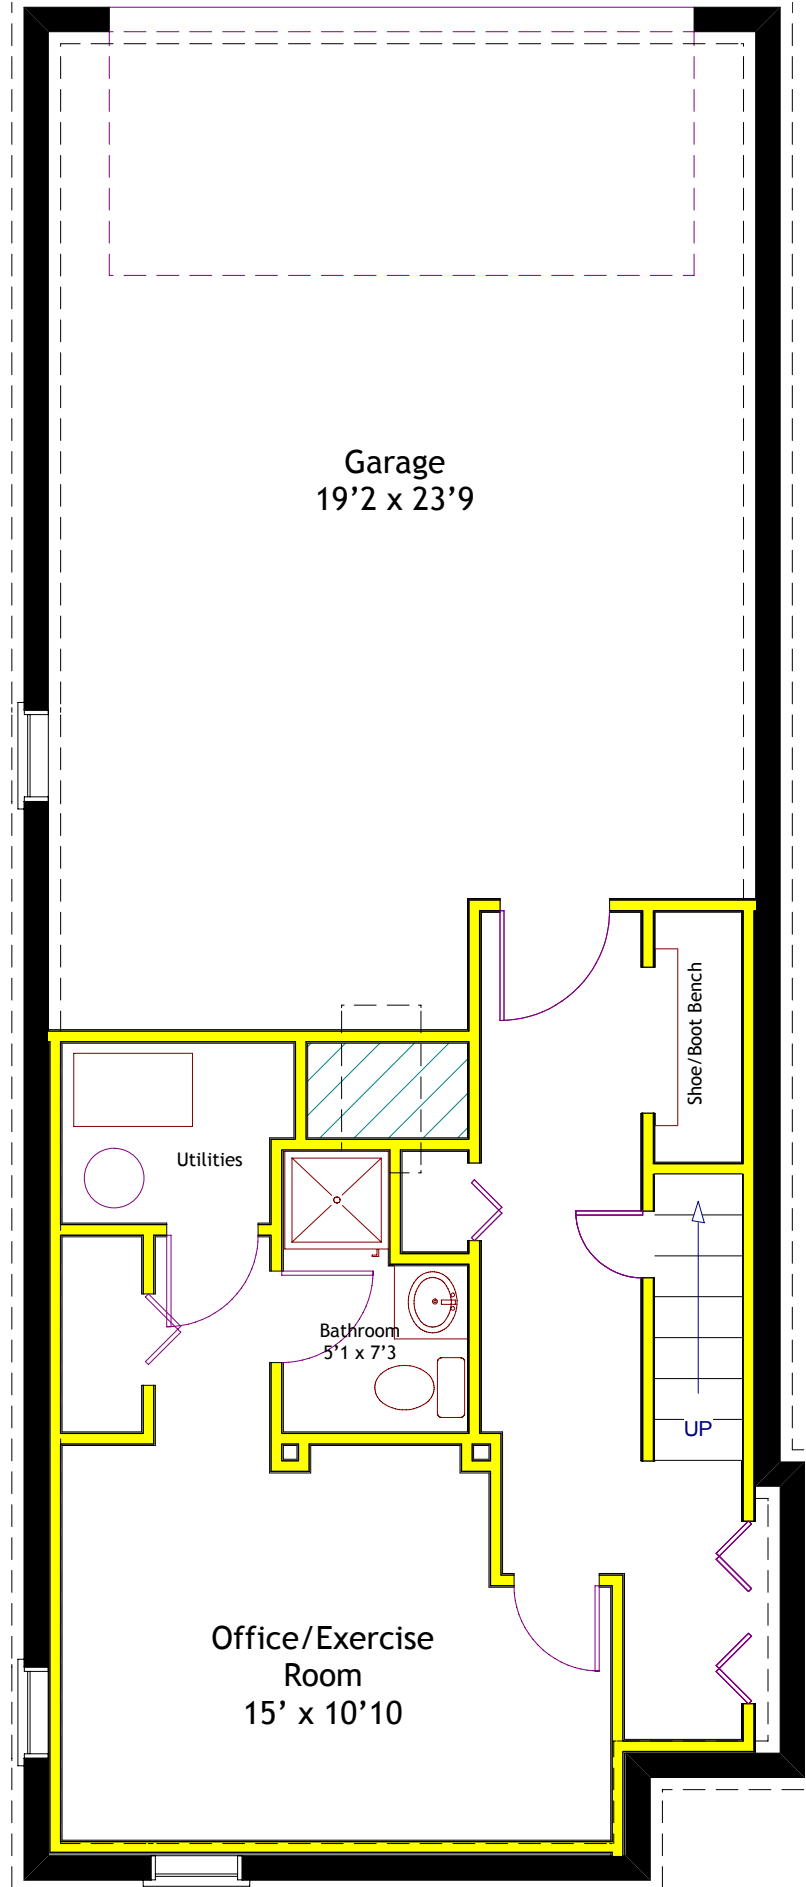 Garage
19’2 x 23’9
Shoe/Boot Bench
Utilities
Bathroom
5’1 x 7’3
UP
Office/Exercise
Room
15’ x 10’10